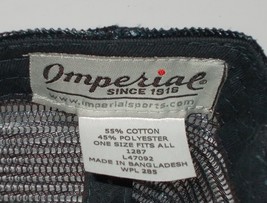 Imperial
SINCE 1916
www.imperialsports.com
55% COTTON
45% POLYESTER
ONE SIZE FITS ALL
1287
L47092
MADE IN BANGLADESH
WPL 285